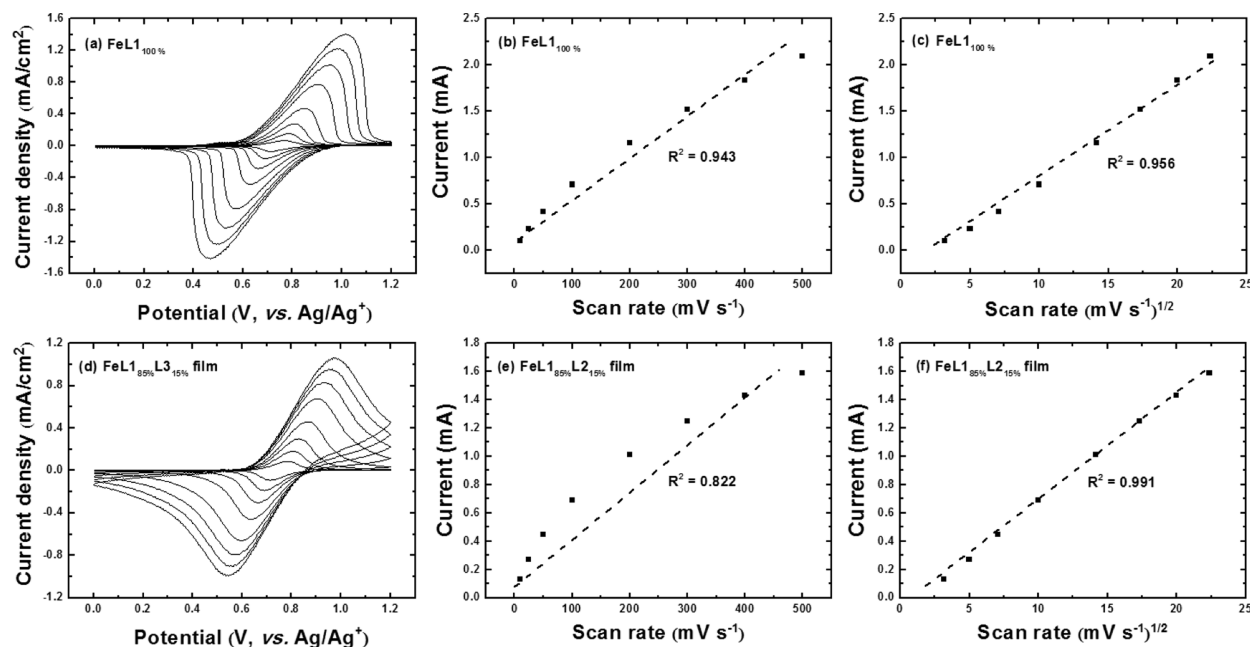 (a) FeL1100 %
Current density (mA/cm2)
1.6
1.2
0.8
0.4
0.0
-0.4
-0.8
-1.2
-1.6
0.0 0.2 0.4 0.6 0.8 1.0 1.2
Potential (V, vs. Ag/Ag+)
(b) FeL1100 %
Current (mA)
2.5
2.0
1.5
1.0
0.5
0.0
R2 = 0.943
0 100 200 300 400 500
Scan rate (mV s-1)
(c) FeL1100 %
Current (mA)
2.5
2.0
1.5
1.0
0.5
0.0
R2 = 0.956
0 5 10 15 20 25
Scan rate (mV s-1)1/2
(d) FeL185%L315% film
Current density (mA/cm2)
1.2
0.8
0.4
0.0
-0.4
-0.8
-1.2
0.0 0.2 0.4 0.6 0.8 1.0 1.2
Potential (V, vs. Ag/Ag+)
(e) FeL185%L215% film
Current (mA)
1.8
1.6
1.4
1.2
1.0
0.8
0.6
0.4
0.2
0.0
R2 = 0.822
0 100 200 300 400 500
Scan rate (mV s-1)
(f) FeL185%L215% film
Current (mA)
1.8
1.6
1.4
1.2
1.0
0.8
0.6
0.4
0.2
0.0
R2 = 0.991
0 5 10 15 20 25
Scan rate (mV s-1)1/2